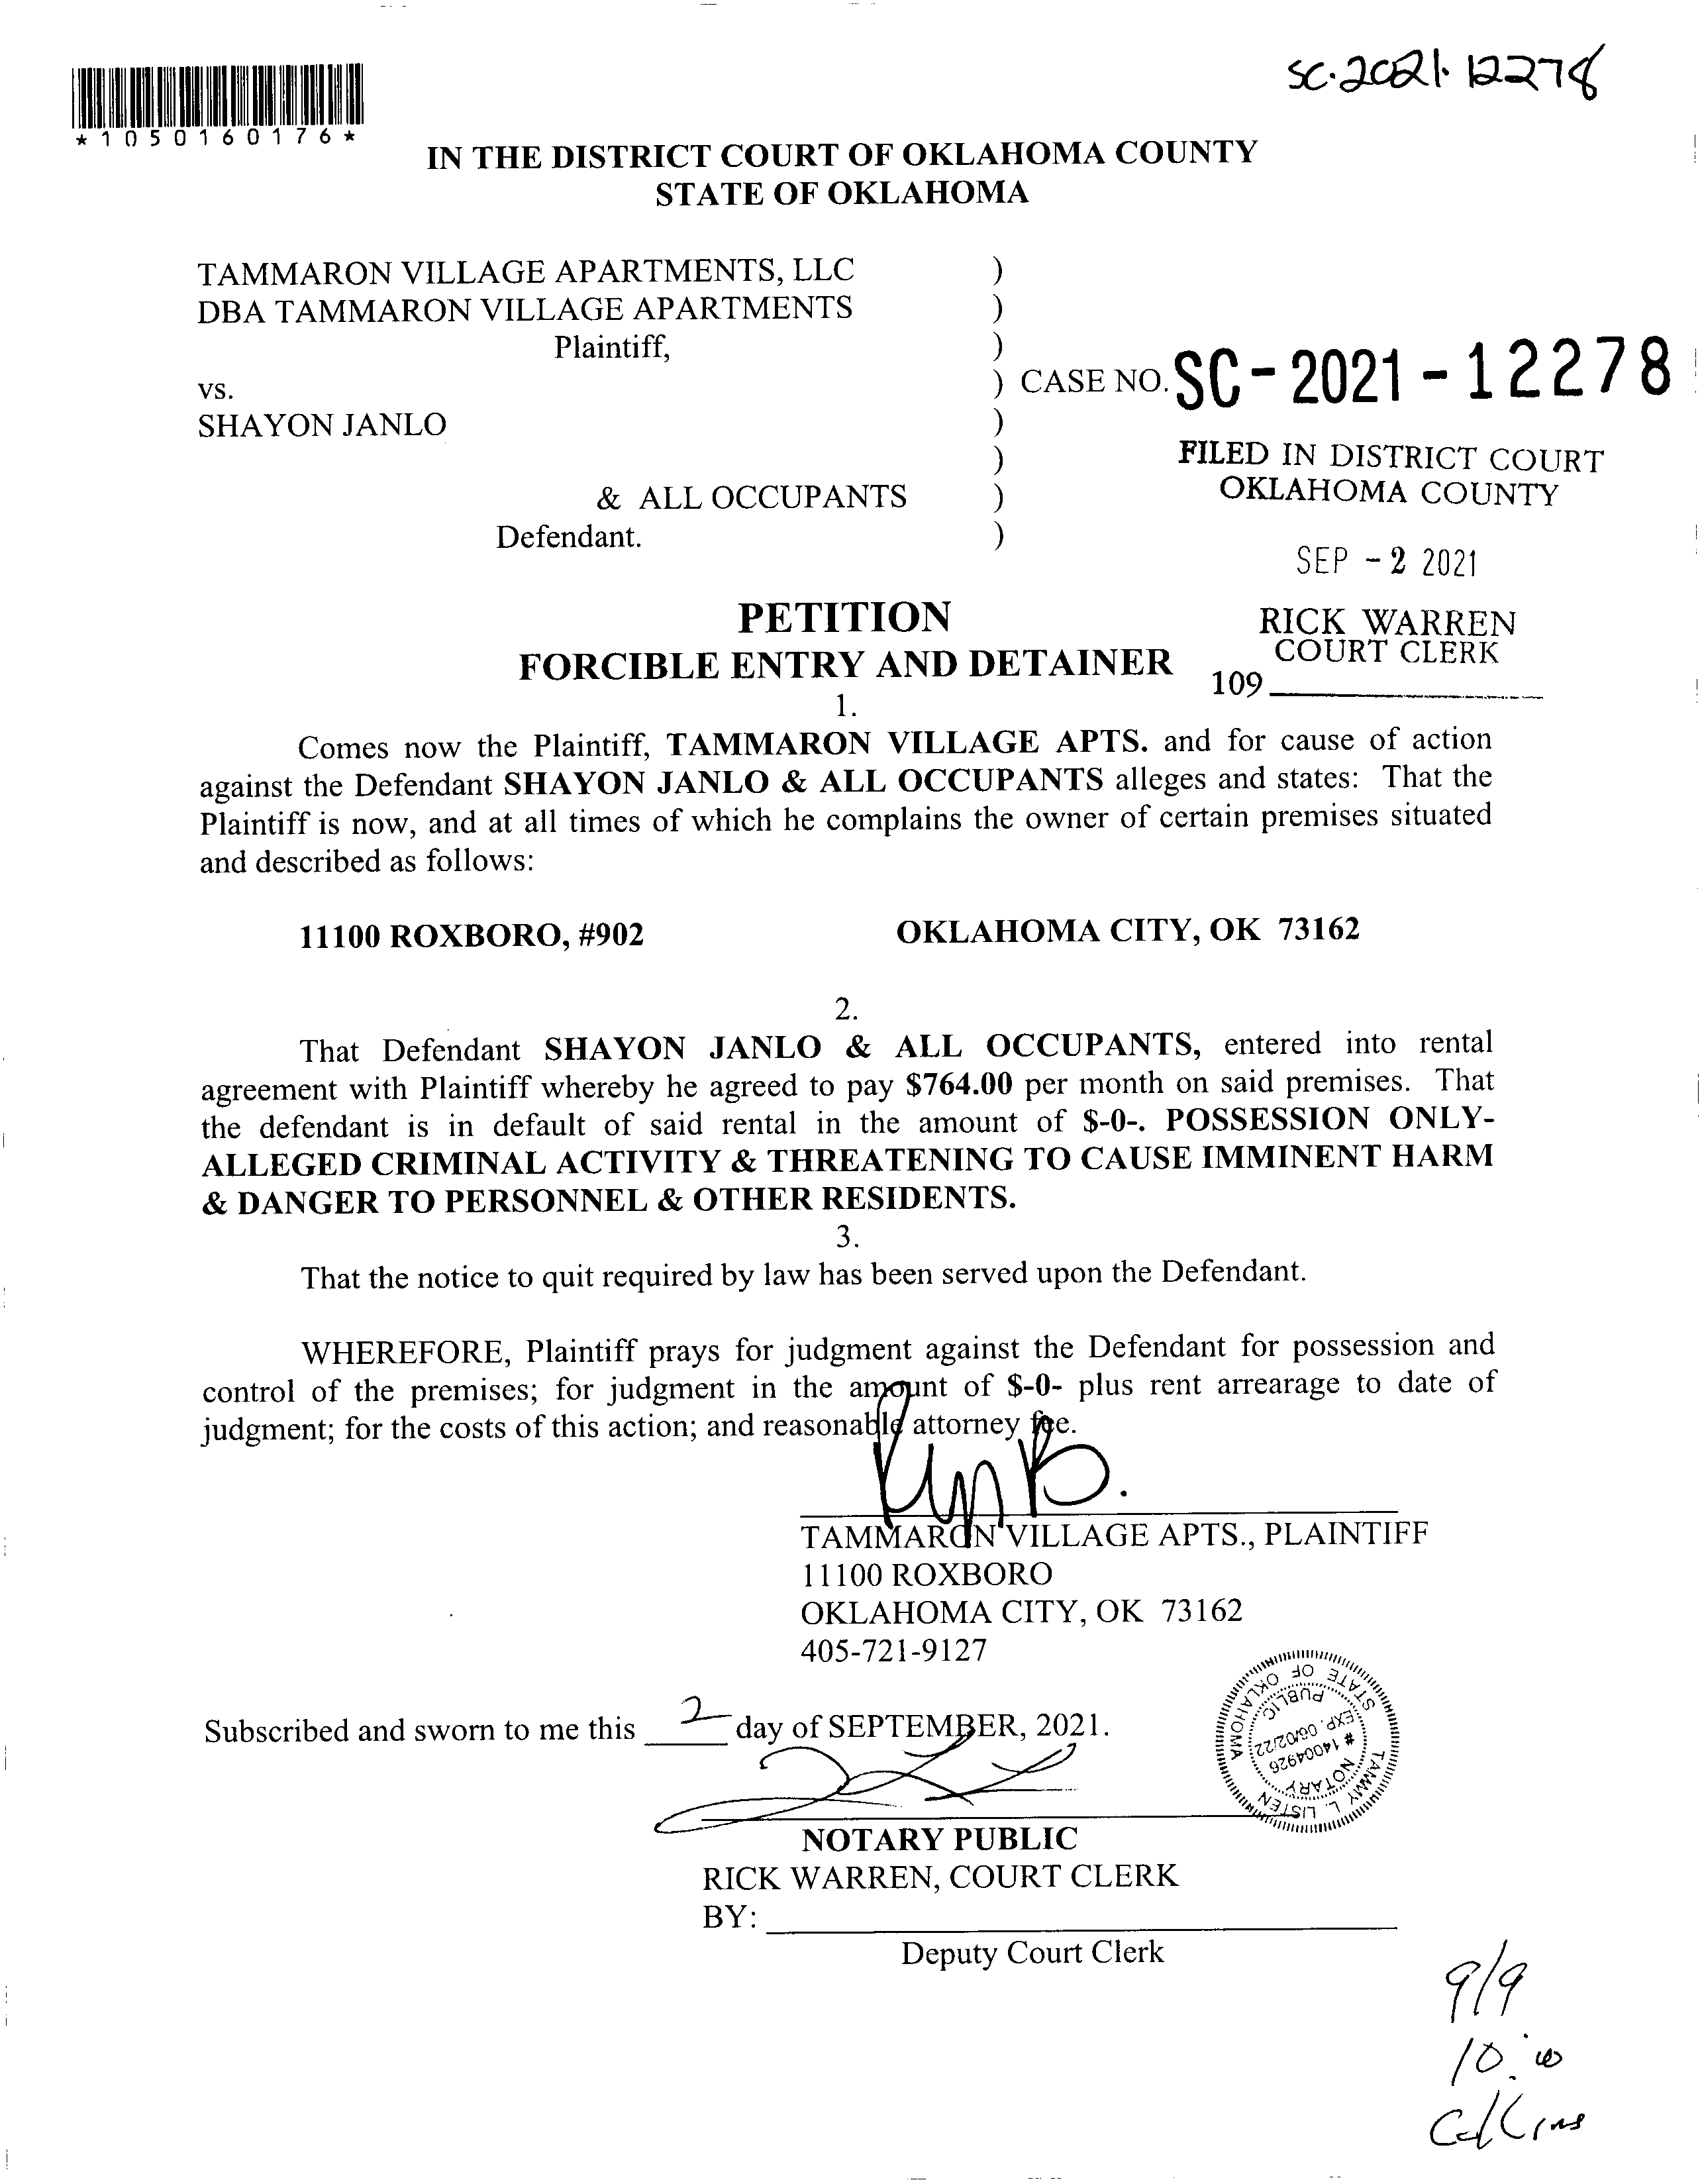 SC-2021-12278
*1050160176*
IN THE DISTRICT COURT OF OKLAHOMA COUNTY
STATE OF OKLAHOMA
TAMMARON VILLAGE APARTMENTS, LLC )
DBA TAMMARON VILLAGE APARTMENTS )
Plaintiff, )
vs. ) CASE NO. SC-2021-12278
SHAYON JANLO )
)
& ALL OCCUPANTS )
Defendant. )
FILED IN DISTRICT COURT
OKLAHOMA COUNTY
SEP - 2 2021
RICK WARREN
COURT CLERK
109
PETITION
FORCIBLE ENTRY AND DETAINER
1.
Comes now the Plaintiff, TAMMARON VILLAGE APTS. and for cause of action
against the Defendant SHAYON JANLO & ALL OCCUPANTS alleges and states: That the
Plaintiff is now, and at all times of which he complains the owner of certain premises situated
and described as follows:
11100 ROXBORO, #902 OKLAHOMA CITY, OK 73162
2.
That Defendant SHAYON JANLO & ALL OCCUPANTS, entered into rental
agreement with Plaintiff whereby he agreed to pay $764.00 per month on said premises. That
the defendant is in default of said rental in the amount of $-0-. POSSESSION ONLY-
ALLEGED CRIMINAL ACTIVITY & THREATENING TO CAUSE IMMINENT HARM
& DANGER TO PERSONNEL & OTHER RESIDENTS.
3.
That the notice to quit required by law has been served upon the Defendant.
WHEREFORE, Plaintiff prays for judgment against the Defendant for possession and
control of the premises; for judgment in the amount of $-0- plus rent arrearage to date of
judgment; for the costs of this action; and reasonable attorney fee.
TAMMARON VILLAGE APTS., PLAINTIFF
11100 ROXBORO
OKLAHOMA CITY, OK 73162
405-721-9127
Subscribed and sworn to me this 2 day of SEPTEMBER, 2021.
TAMMY L. LISTEN
STATE OF OKLAHOMA
NOTARY PUBLIC
# 14004926
EXP. 06/02/22
NOTARY PUBLIC
RICK WARREN, COURT CLERK
BY:
Deputy Court Clerk
9/9
10:00
Collins